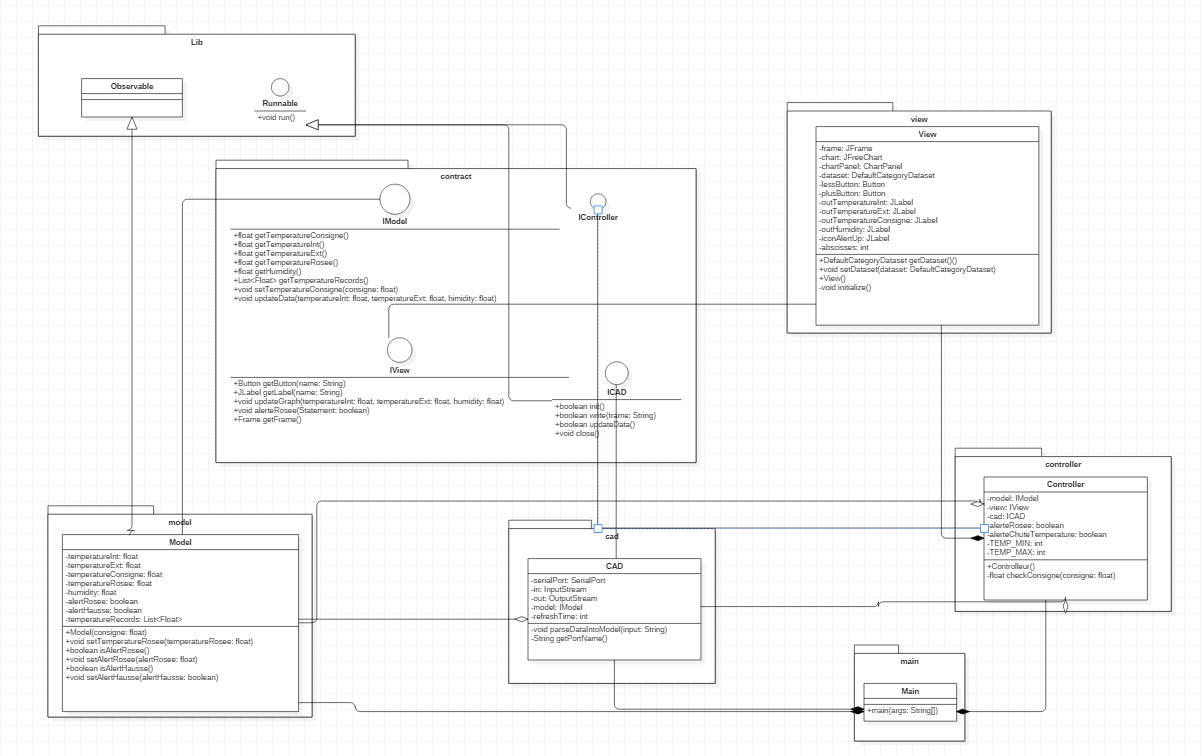 Lib
Observable
Runnable
+void run()
contract
IModel
+float getTemperatureConsigne()
+float getTemperatureInt()
+float getTemperatureExt()
+float getTemperatureRosee()
+float getHumidity()
+List<Float> getTemperatureRecords()
+void setTemperatureConsigne(consigne: float)
+void updateData(temperatureInt: float, temperatureExt: float, himidity: float)
IController
IView
+Button getButton(name: String)
+JLabel getLabel(name: String)
+void updateGraph(temperatureInt: float, temperatureExt: float, humidity: float)
+void alerteRosee(Statement: boolean)
+Frame getFrame()
ICAD
+boolean init()
+boolean write(trame: String)
+boolean updateData()
+void close()
view
View
-frame: JFrame
-chart: JFreeChart
-chartPanel: ChartPanel
-dataset: DefaultCategoryDataset
-lessButton: Button
-plusButton: Button
-outTemperatureInt: JLabel
-outTemperatureExt: JLabel
-outTemperatureConsigne: JLabel
-outHumidity: JLabel
-iconAlertUp: JLabel
-abscisses: int
+DefaultCategoryDataset getDataset()()
+void setDataset(dataset: DefaultCategoryDataset)
+View()
-void initialize()
model
Model
-temperatureInt: float
-temperatureExt: float
-temperatureConsigne: float
-temperatureRosee: float
-humidity: float
-alertRosee: boolean
-alertHausse: boolean
-temperatureRecords: List<Float>
+Model(consigne: float)
+void setTemperatureRosee(temperatureRosee: float)
+boolean isAlertRosee()
+void setAlertRosee(alertRosee: float)
+boolean isAlertHausse()
+void setAlertHausse(alertHausse: boolean)
cad
CAD
-serialPort: SerialPort
-in: InputStream
-out: OutputStream
-model: IModel
-refreshTime: int
-void parseDataIntoModel(input: String)
-String getPortName()
controller
Controller
-model: IModel
-view: IView
-cad: ICAD
-alerteRosee: boolean
-alerteChuteTemperature: boolean
-TEMP_MIN: int
-TEMP_MAX: int
+Controlleur()
-float checkConsigne(consigne: float)
main
Main
+main(args: String[])